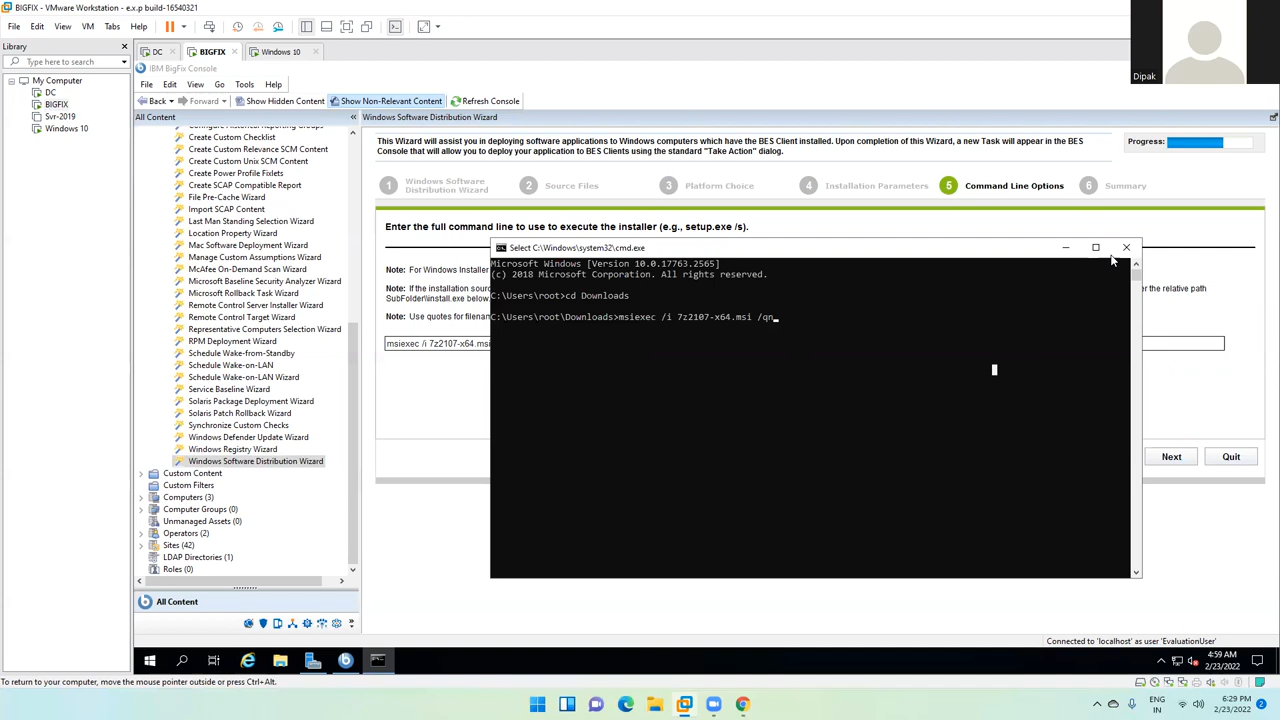 BIGFIX - VMware Workstation - e.x.p build-16540321
File Edit View VM Tabs Help
Library
Type here to search
My Computer
DC
BIGFIX
Svr-2019
Windows 10
DC
BIGFIX
Windows 10
IBM BigFix Console
File Edit View Go Tools Help
Back Forward Show Hidden Content Show Non-Relevant Content Refresh Console
All Content
Create Custom Checklist
Create Custom Relevance SCM Content
Create Custom Unix SCM Content
Create Power Profile Fixlets
Create SCAP Compatible Report
File Pre-Cache Wizard
Import SCAP Content
Last Man Standing Selection Wizard
Location Property Wizard
Mac Software Deployment Wizard
Manage Custom Assumptions Wizard
McAfee On-Demand Scan Wizard
Microsoft Baseline Security Analyzer Wizard
Microsoft Rollback Task Wizard
Remote Control Server Installer Wizard
Remote Control Target Wizard
Representative Computers Selection Wizard
RPM Deployment Wizard
Schedule Wake-from-Standby
Schedule Wake-on-LAN
Schedule Wake-on-LAN Wizard
Service Baseline Wizard
Solaris Package Deployment Wizard
Solaris Patch Rollback Wizard
Synchronize Custom Checks
Windows Defender Update Wizard
Windows Registry Wizard
Windows Software Distribution Wizard
Custom Content
Custom Filters
Computers (3)
Computer Groups (0)
Unmanaged Assets (0)
Operators (2)
Sites (42)
LDAP Directories (1)
Roles (0)
All Content
Windows Software Distribution Wizard
This Wizard will assist you in deploying software applications to Windows computers which have the BES Client installed. Upon completion of this Wizard, a new Task will appear in the BES
Console that will allow you to deploy your application to BES Clients using the standard "Take Action" dialog.
Progress:
1 Windows Software Distribution Wizard
2 Source Files
3 Platform Choice
4 Installation Parameters
5 Command Line Options
6 Summary
Enter the full command line to use to execute the installer (e.g., setup.exe /s).
Note: For Windows Installer
Note: If the installation
SubFolder\install.exe below.
er the relative path
Note: Use quotes for filenam
msiexec /i 7z2107-x64.msi
Next Quit
Select C:\Windows\system32\cmd.exe
Microsoft Windows [Version 10.0.17763.2565]
(c) 2018 Microsoft Corporation. All rights reserved.
C:\Users\root>cd Downloads
C:\Users\root\Downloads>msiexec /i 7z2107-x64.msi /qn
Dipak
Connected to 'localhost' as user 'EvaluationUser'
4:59 AM
2/23/2022
To return to your computer, move the mouse pointer outside or press Ctrl+Alt.
ENG
IN
6:29 PM
2/23/2022
2